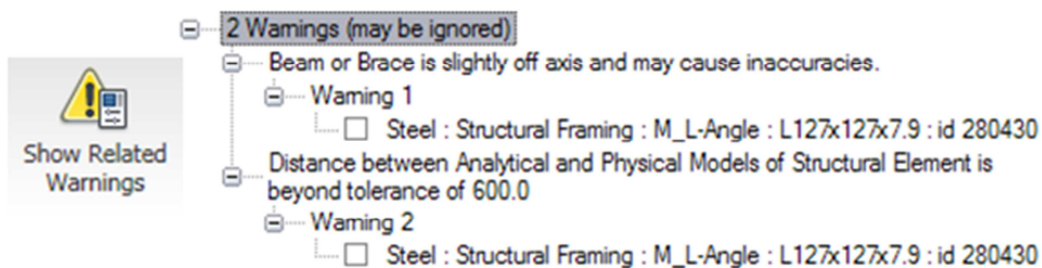 2 Warnings (may be ignored)
Beam or Brace is slightly off axis and may cause inaccuracies.
Warning 1
Steel : Structural Framing : M_L-Angle : L127x127x7.9 : id 280430
Show Related
Warnings
Distance between Analytical and Physical Models of Structural Element is
beyond tolerance of 600.0
Warning 2
Steel : Structural Framing : M_L-Angle : L127x127x7.9 : id 280430